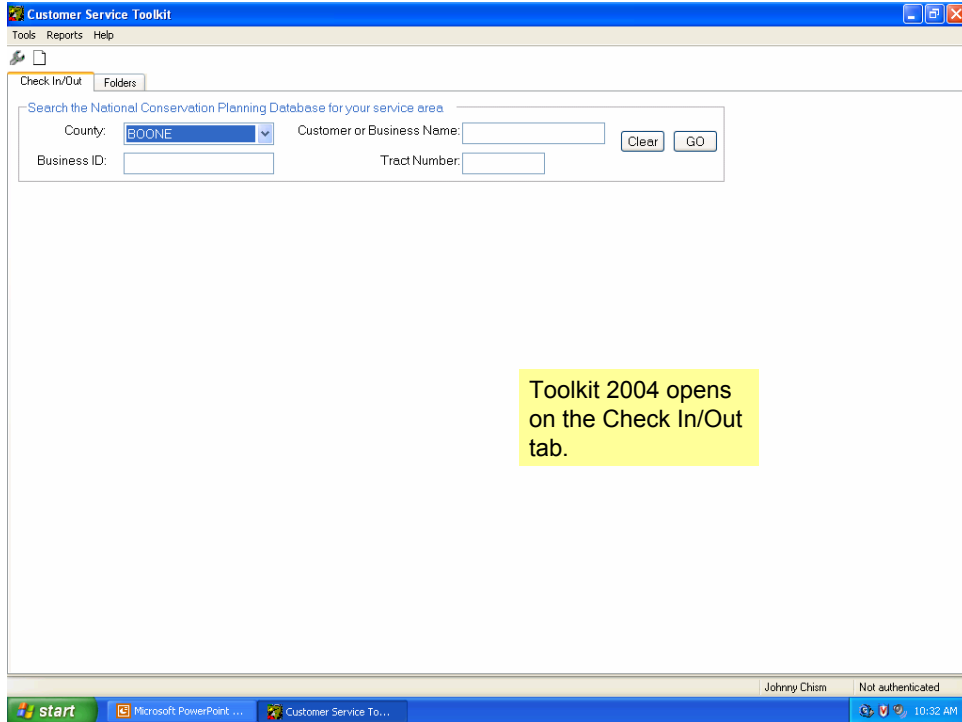 Customer Service Toolkit
Tools Reports Help
Check In/Out Folders
Search the National Conservation Planning Database for your service area
County: BOONE Customer or Business Name: Clear GO
Business ID: Tract Number:
Toolkit 2004 opens
on the Check In/Out
tab.
Johnny Chism Not authenticated
start Microsoft PowerPoint ... Customer Service To... 10:32 AM